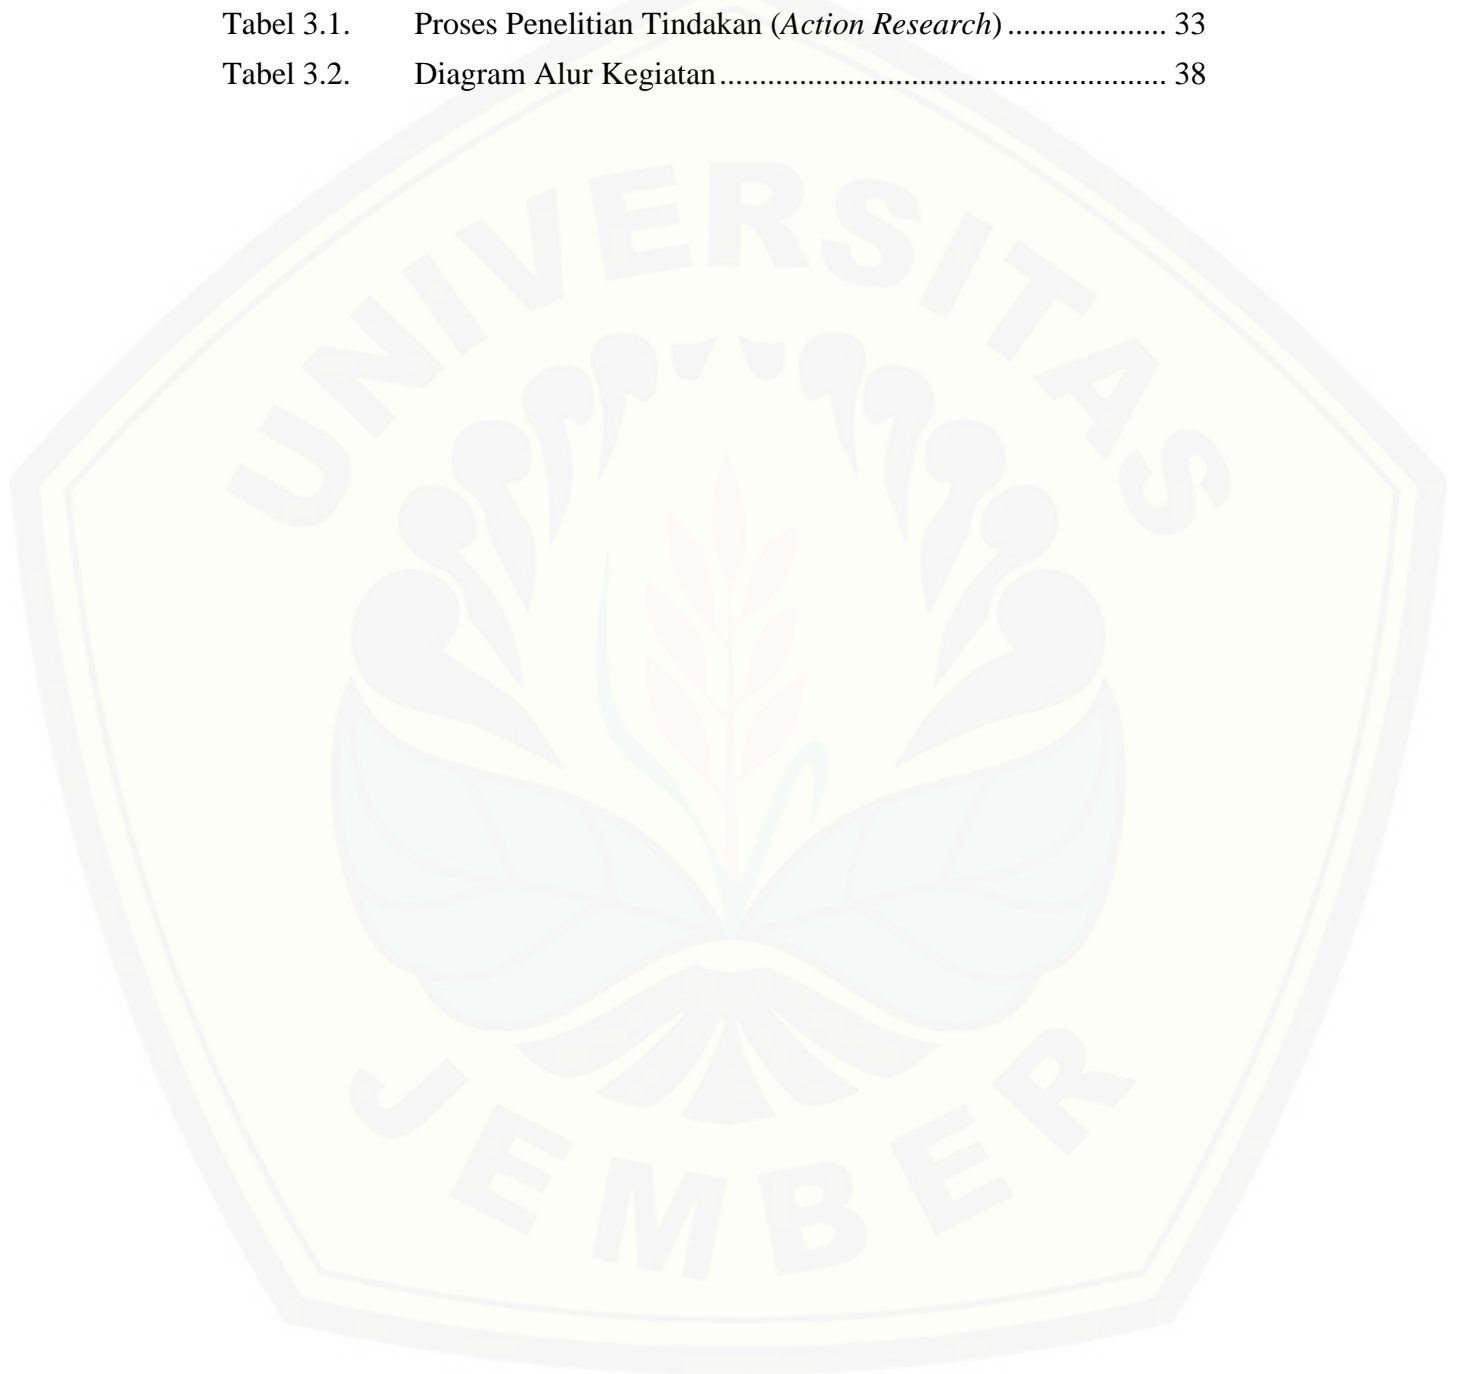 Tabel 3.1. Proses Penelitian Tindakan (Action Research) .................... 33
Tabel 3.2. Diagram Alur Kegiatan ........................................................ 38
UNIVERSITAS
JEMBER